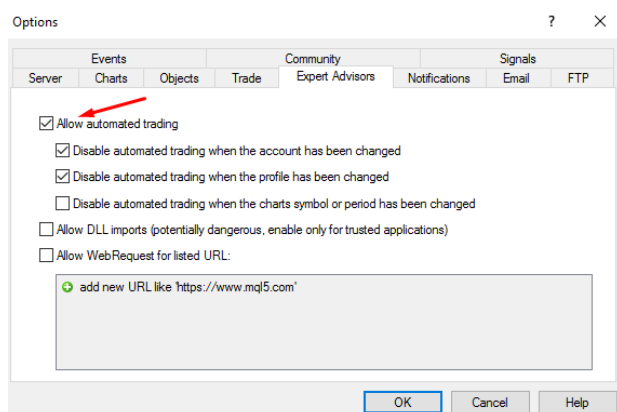 Options
?
Events Community Signals
Server Charts Objects Trade Expert Advisors Notifications Email FTP
Allow automated trading
Disable automated trading when the account has been changed
Disable automated trading when the profile has been changed
Disable automated trading when the charts symbol or period has been changed
Allow DLL imports (potentially dangerous, enable only for trusted applications)
Allow WebRequest for listed URL:
add new URL like 'https://www.mql5.com'
OK Cancel Help